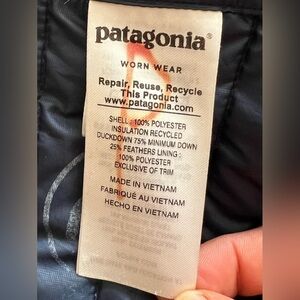 patagonia®
WORN WEAR
Repair, Reuse, Recycle
This Product
www.patagonia.com
SHELL: 100% POLYESTER
INSULATION RECYCLED
DUCKDOWN 75% MINIMUM DOWN
25% FEATHERS LINING:
100% POLYESTER
EXCLUSIVE OF TRIM
MADE IN VIETNAM
FABRIQUÉ AU VIETNAM
HECHO EN VIETNAM